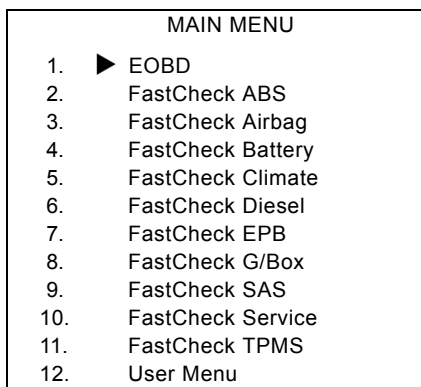 MAIN MENU
1. ▶ EOBD
2. FastCheck ABS
3. FastCheck Airbag
4. FastCheck Battery
5. FastCheck Climate
6. FastCheck Diesel
7. FastCheck EPB
8. FastCheck G/Box
9. FastCheck SAS
10. FastCheck Service
11. FastCheck TPMS
12. User Menu